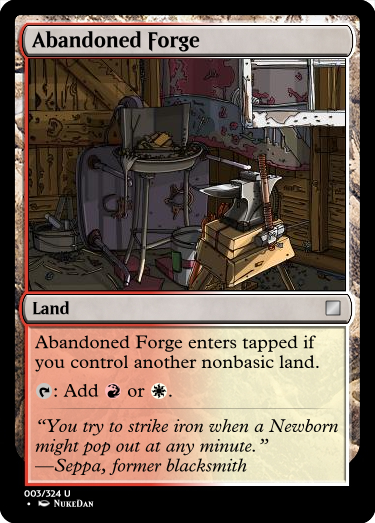 Abandoned Forge
Land
Abandoned Forge enters tapped if
you control another nonbasic land.
: Add or .
“You try to strike iron when a Newborn
might pop out at any minute.”
—Seppa, former blacksmith
003/324 U
• NukeDan